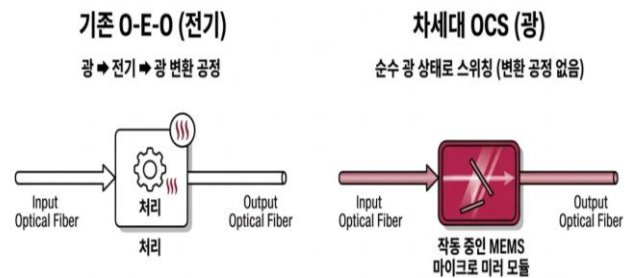 기존 O-E-O (전기)
광 ➡ 전기 ➡ 광 변환 공정
Input
Optical Fiber
처리
처리
Output
Optical Fiber
차세대 OCS (광)
순수 광 상태로 스위칭 (변환 공정 없음)
Input
Optical Fiber
작동 중인 MEMS
마이크로 미러 모듈
Output
Optical Fiber